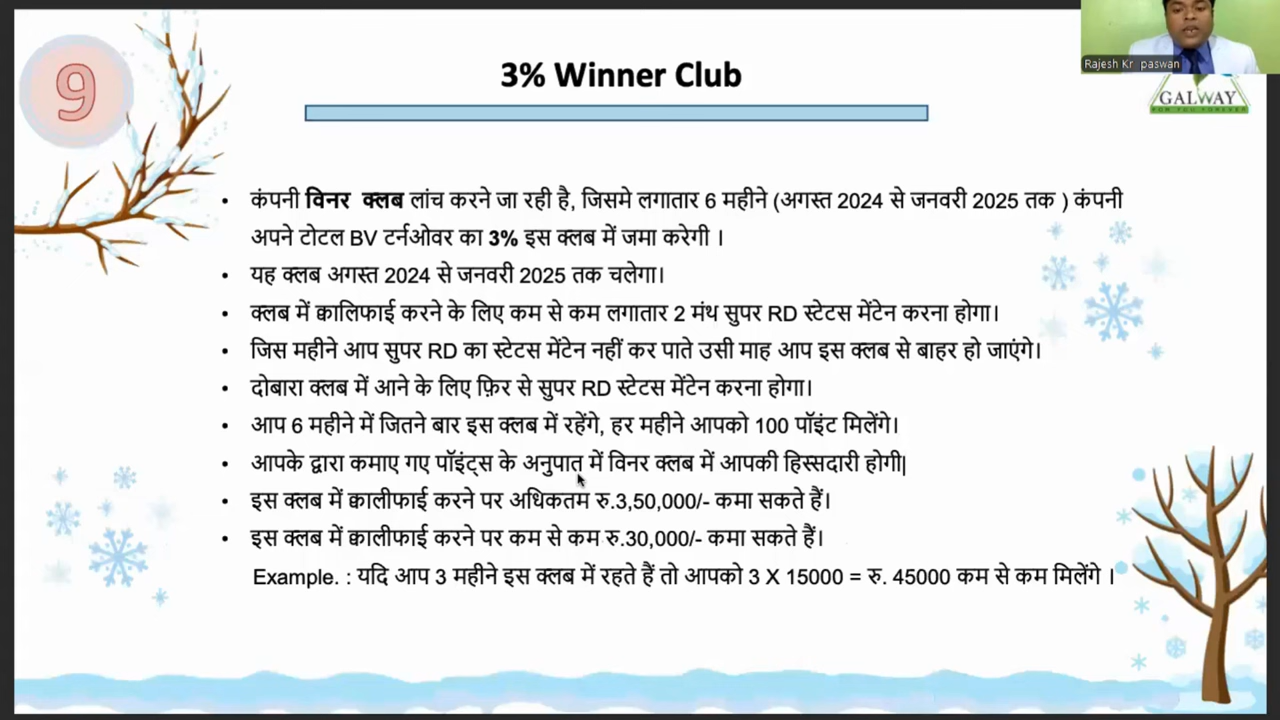 9
3% Winner Club
Rajesh Kr paswan
GALWAY
FOR YOU FOREVER
• कंपनी विनर क्लब लांच करने जा रही है, जिसमे लगातार 6 महीने (अगस्त 2024 से जनवरी 2025 तक ) कंपनी
अपने टोटल BV टर्नओवर का 3% इस क्लब में जमा करेगी ।
• यह क्लब अगस्त 2024 से जनवरी 2025 तक चलेगा।
• क्लब में क्वालिफाई करने के लिए कम से कम लगातार 2 मंथ सुपर RD स्टेटस मेंटेन करना होगा।
• जिस महीने आप सुपर RD का स्टेटस मेंटेन नहीं कर पाते उसी माह आप इस क्लब से बाहर हो जाएंगे।
• दोबारा क्लब में आने के लिए फ़िर से सुपर RD स्टेटस मेंटेन करना होगा।
• आप 6 महीने में जितने बार इस क्लब में रहेंगे, हर महीने आपको 100 पॉइंट मिलेंगे।
• आपके द्वारा कमाए गए पॉइंट्स के अनुपात में विनर क्लब में आपकी हिस्सदारी होगी|
• इस क्लब में क्वालीफाई करने पर अधिकतम रु.3,50,000/- कमा सकते हैं।
• इस क्लब में क्वालीफाई करने पर कम से कम रु.30,000/- कमा सकते हैं।
Example. : यदि आप 3 महीने इस क्लब में रहते हैं तो आपको 3 X 15000 = रु. 45000 कम से कम मिलेंगे ।